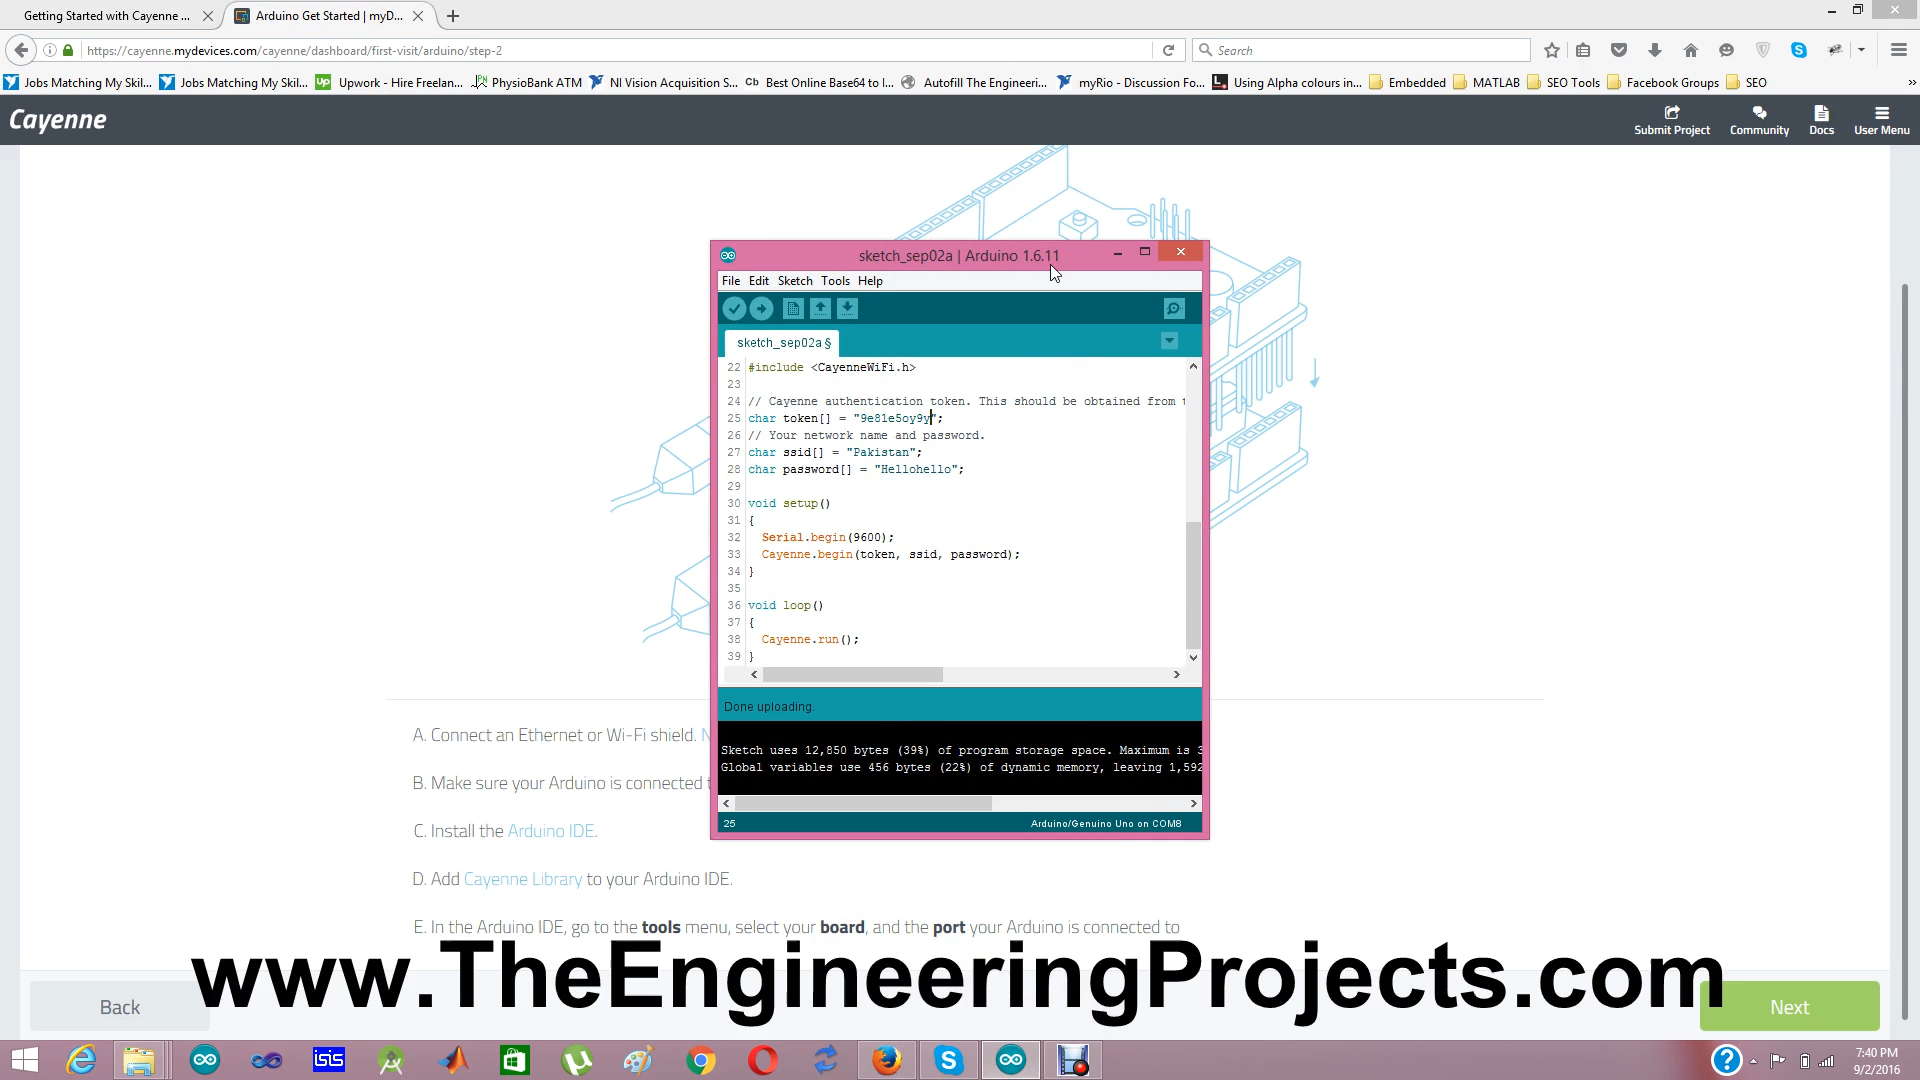 Getting Started with Cayenne ...
Arduino Get Started | myD...
https://cayenne.mydevices.com/cayenne/dashboard/first-visit/arduino/step-2
Search
Jobs Matching My Skil...
Jobs Matching My Skil...
Up Upwork - Hire Freelan...
PhysioBank ATM
NI Vision Acquisition S...
Cb Best Online Base64 to I...
Autofill The Engineeri...
myRio - Discussion Fo...
Using Alpha colours in...
Embedded
MATLAB
SEO Tools
Facebook Groups
SEO
Cayenne
Submit Project
Community
Docs
User Menu
sketch_sep02a | Arduino 1.6.11
File Edit Sketch Tools Help
sketch_sep02a §
22 #include <CayenneWiFi.h>
23
24 // Cayenne authentication token. This should be obtained from t
25 char token[] = "9e81e5oy9y";
26 // Your network name and password.
27 char ssid[] = "Pakistan";
28 char password[] = "Hellohello";
29
30 void setup()
31 {
32 Serial.begin(9600);
33 Cayenne.begin(token, ssid, password);
34 }
35
36 void loop()
37 {
38 Cayenne.run();
39 }
Done uploading.
Sketch uses 12,850 bytes (39%) of program storage space. Maximum is 3
Global variables use 456 bytes (22%) of dynamic memory, leaving 1,592
25
Arduino/Genuino Uno on COM8
A. Connect an Ethernet or Wi-Fi shield. N
B. Make sure your Arduino is connected t
C. Install the Arduino IDE.
D. Add Cayenne Library to your Arduino IDE.
E. In the Arduino IDE, go to the tools menu, select your board, and the port your Arduino is connected to
www.TheEngineeringProjects.com
Back
Next
isis
7:40 PM
9/2/2016